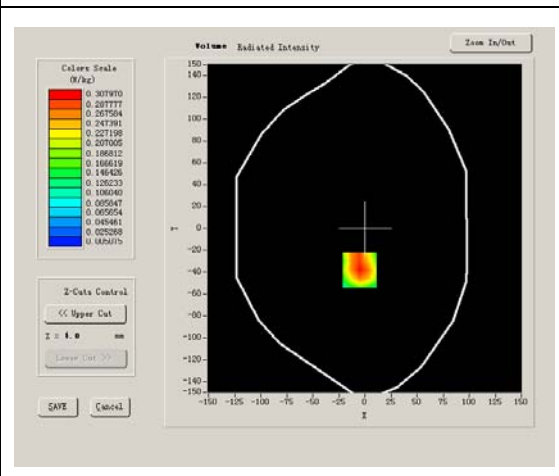 Volume Radiated Intensity
Zoom In/Out
Colors Scale
(W/kg)
0.307970
0.287777
0.267584
0.247391
0.227198
0.207005
0.186812
0.166619
0.146426
0.126233
0.106040
0.085847
0.065654
0.045461
0.025268
0.005075
150
140
120
100
80
60
40
20
Y 0
-20
-40
-60
-80
-100
-120
-140
-150
-150 -125 -100 -75 -50 -25 0 25 50 75 100 125 150
X
Z-Cuts Control
<< Upper Cut
Z = 4.0 mm
Lower Cut >>
SAVE Cancel